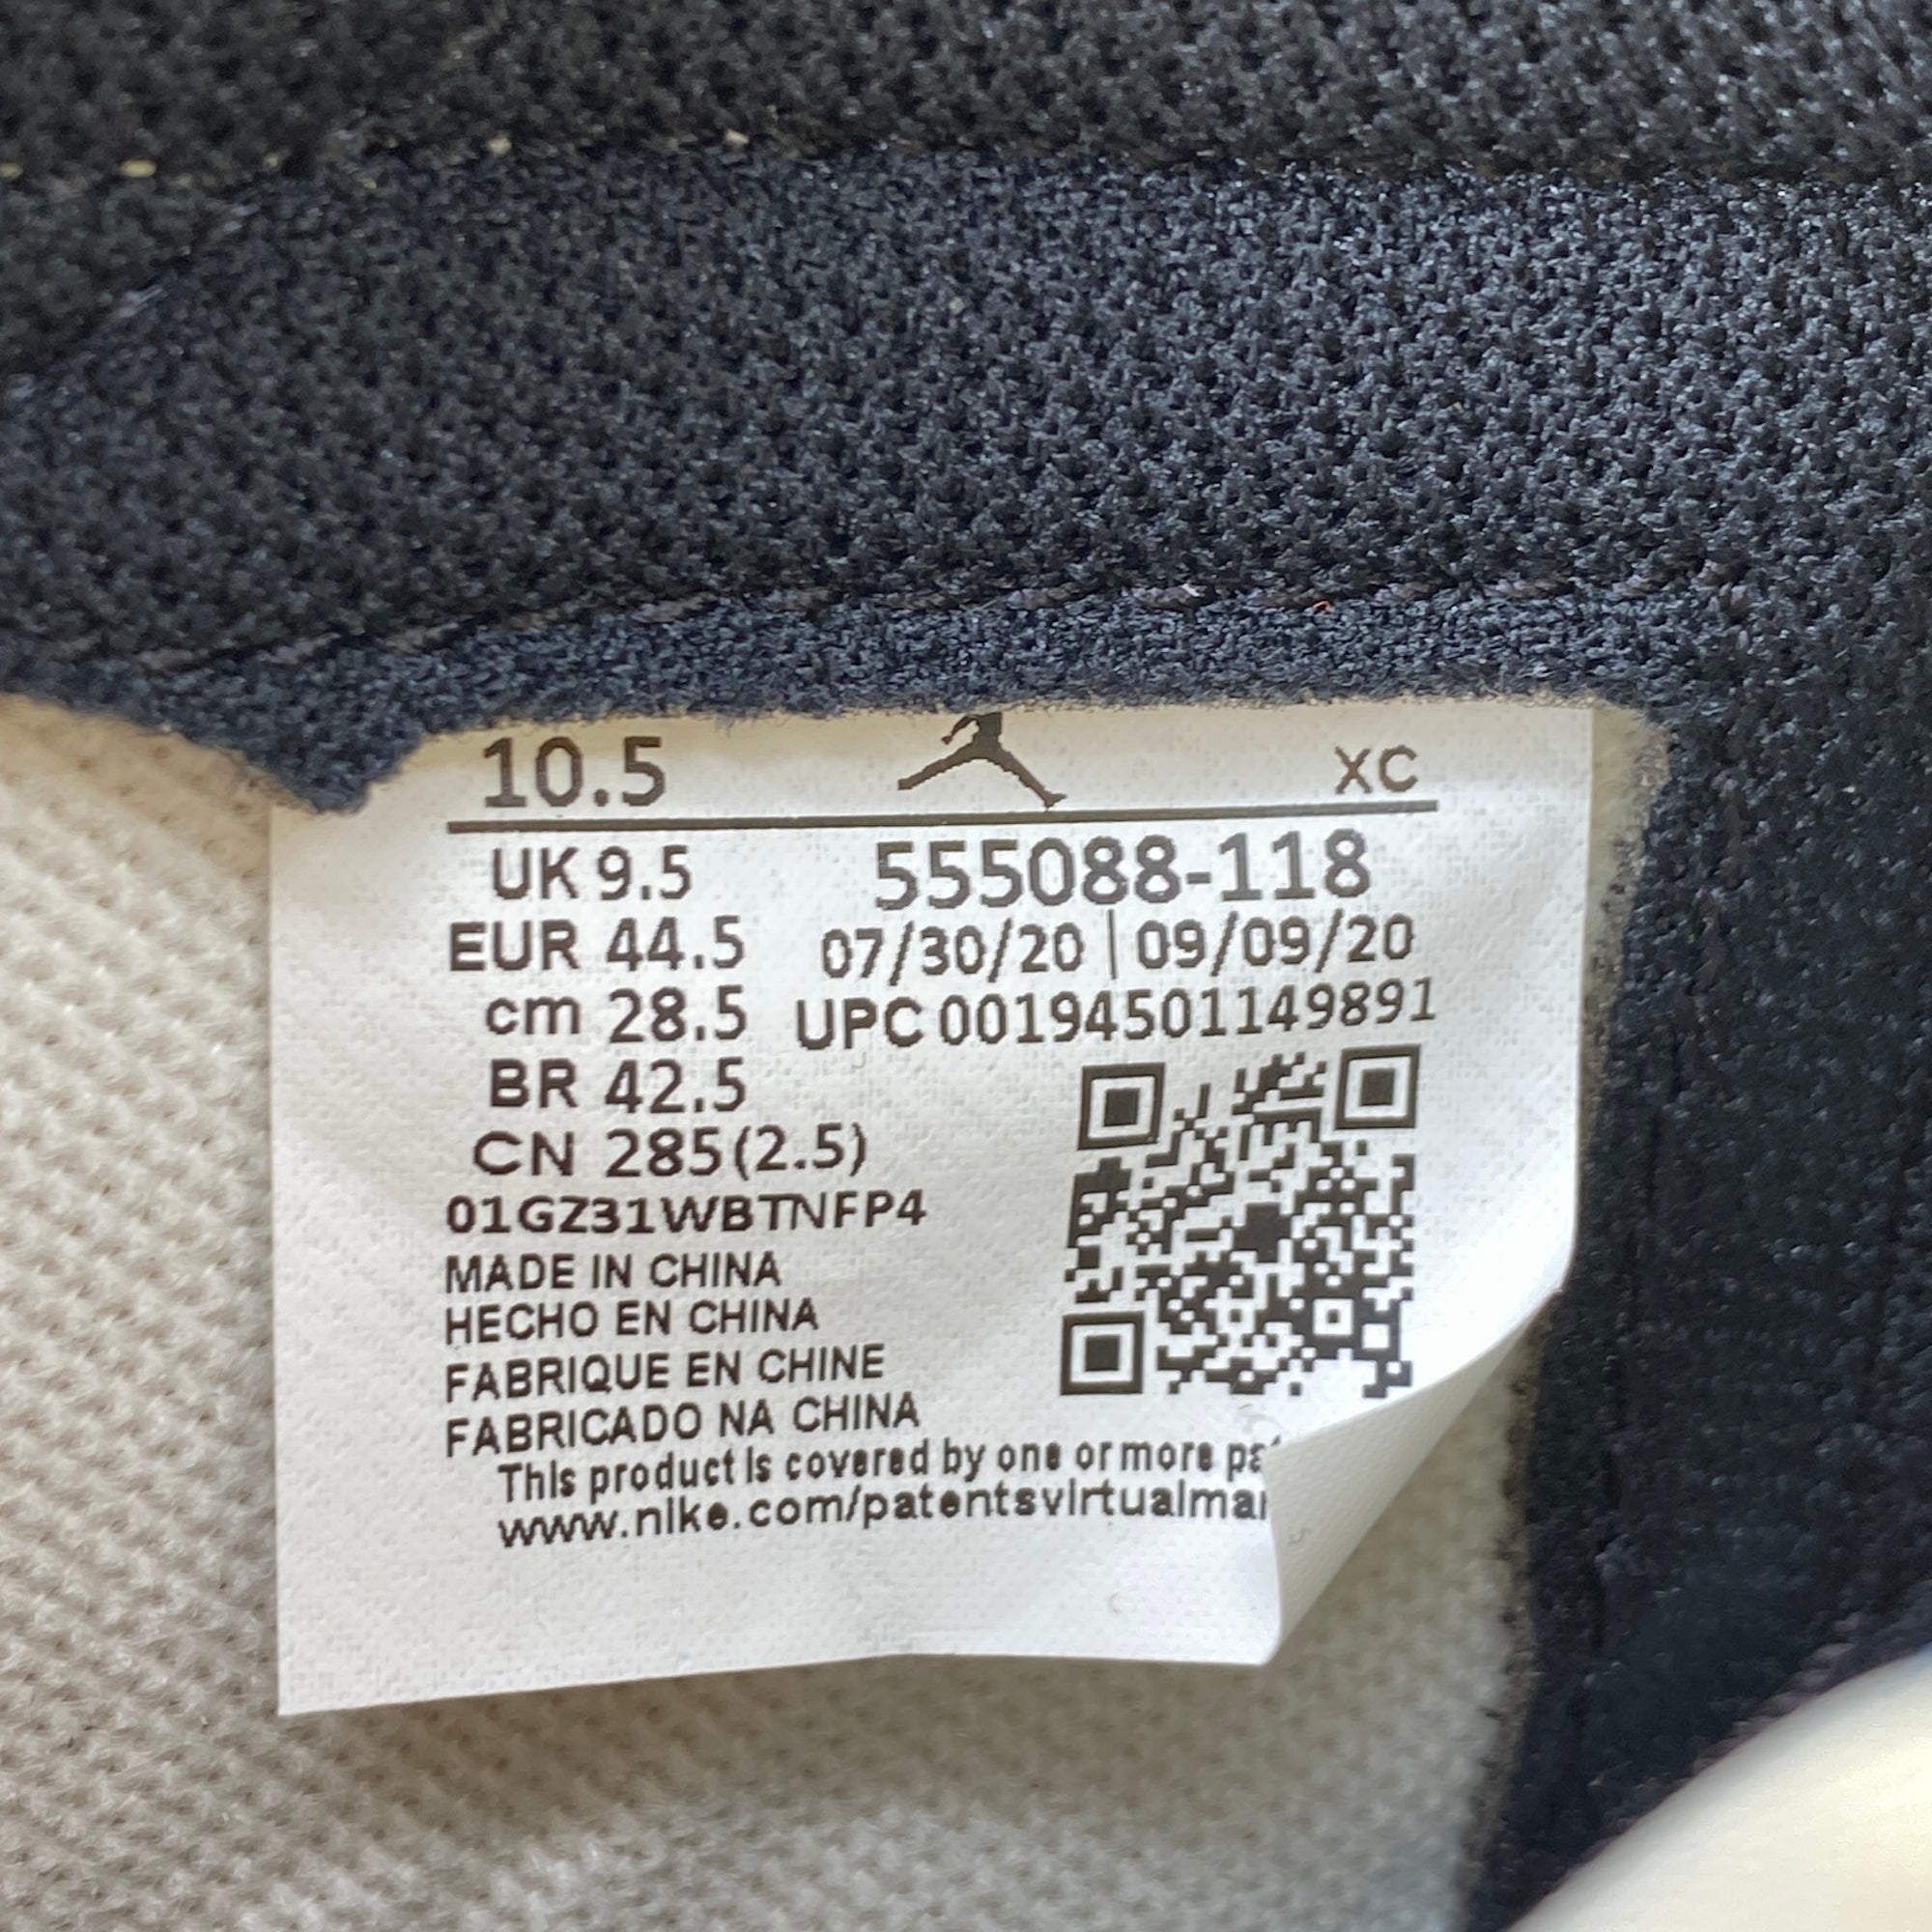 10.5 XC
UK 9.5 555088-118
EUR 44.5 07/30/20 | 09/09/20
cm 28.5 UPC 00194501149891
BR 42.5
CN 285(2.5)
01GZ31WBTNFP4
MADE IN CHINA
HECHO EN CHINA
FABRIQUE EN CHINE
FABRICADO NA CHINA
This product is covered by one or more
www.nike.com/patentsvirtualmar